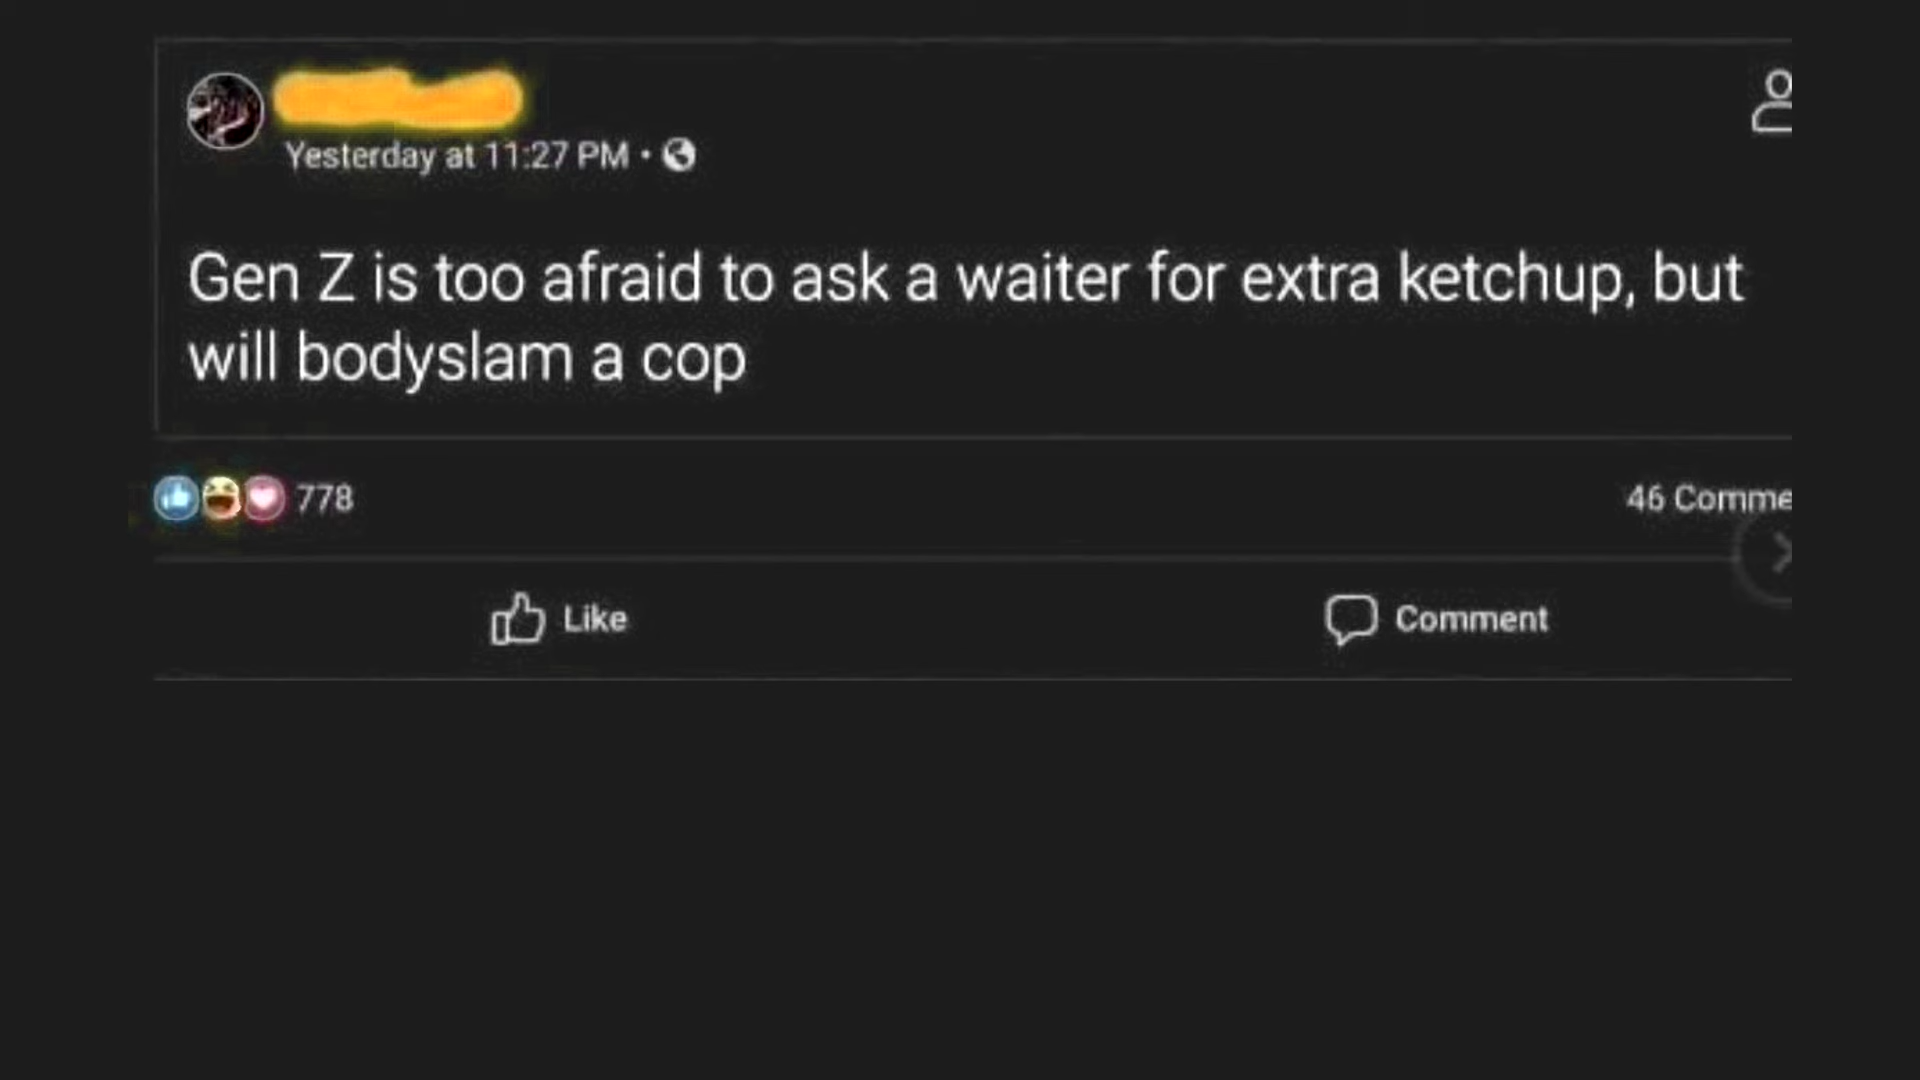 Yesterday at 11:27 PM ·
Gen Z is too afraid to ask a waiter for extra ketchup, but
will bodyslam a cop
778
46 Comme
Like
Comment